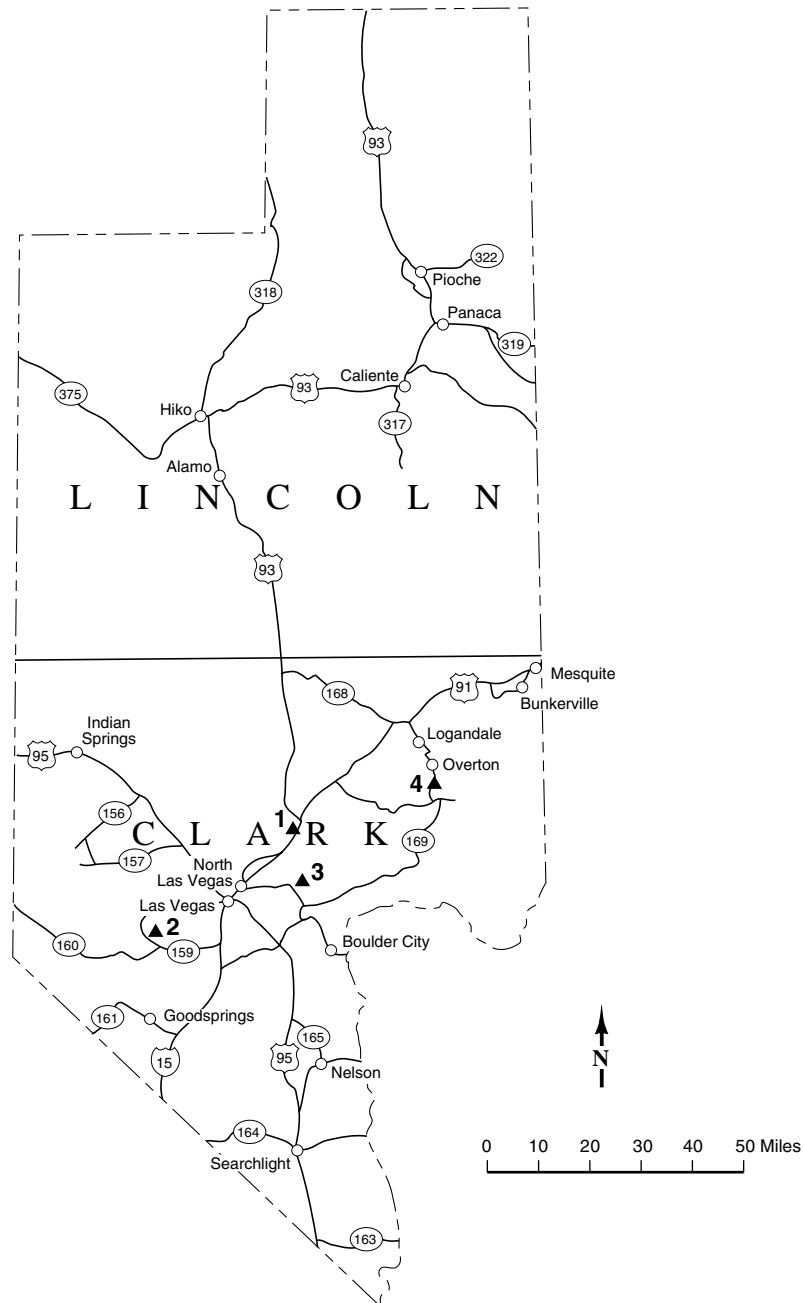 93
322
Pioche
318
Panaca
319
Caliente
375
93
Hiko
317
Alamo
L I N C O L N
93
Mesquite
91
168
Bunkerville
Indian
Springs
Logandale
95
Overton
4
156
1
C L A R K
169
157
North
Las Vegas
3
Las Vegas
2
160
159
Boulder City
161
Goodsprings
165
15
95
Nelson
N
164
Searchlight
0 10 20 30 40 50 Miles
163